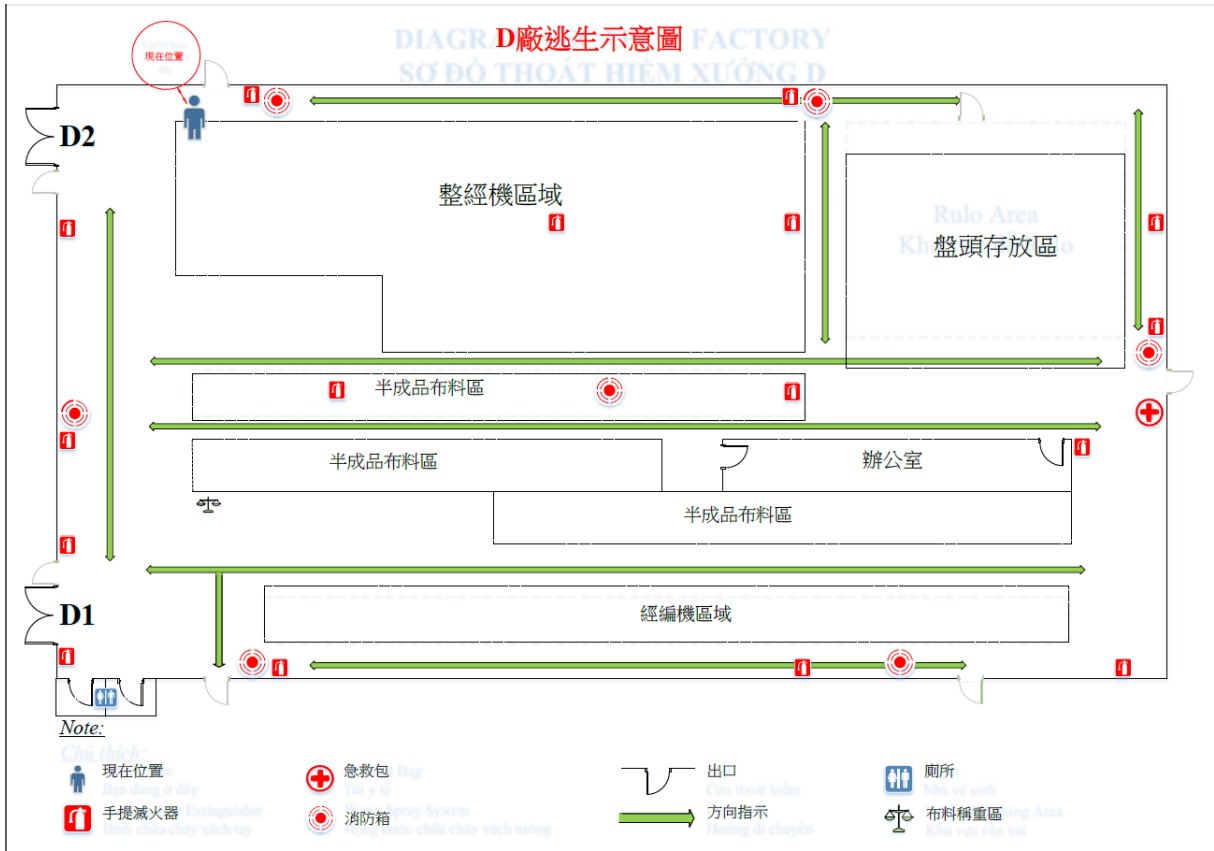 D廠逃生示意圖
DIAGRA FACTORY
SƠ ĐỒ THOÁT HIỂM XƯỞNG D
現在位置
D2
整經機區域
Rulo Area
盤頭存放區
半成品布料區
半成品布料區
辦公室
半成品布料區
D1
經編機區域
Note:
Chú thích:
現在位置
Bạn đang ở đây
急救包
Bag
Túi y tế
出口
Cửa thoát hiểm
廁所
Nhà vệ sinh
手提滅火器
Extinguisher
Bình chữa cháy xách tay
消防箱
Spray System
Họng nước chữa cháy vách tường
方向指示
Hướng di chuyển
布料稱重區
Area
Khu vực cân vải